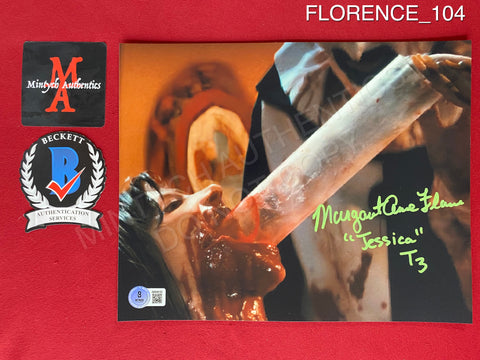 FLORENCE_104
MA
Mintych Authentics
BECKETT
B
AUTHENTICATION
SERVICES
Margaret Anne Florence
"Jessica"
T3